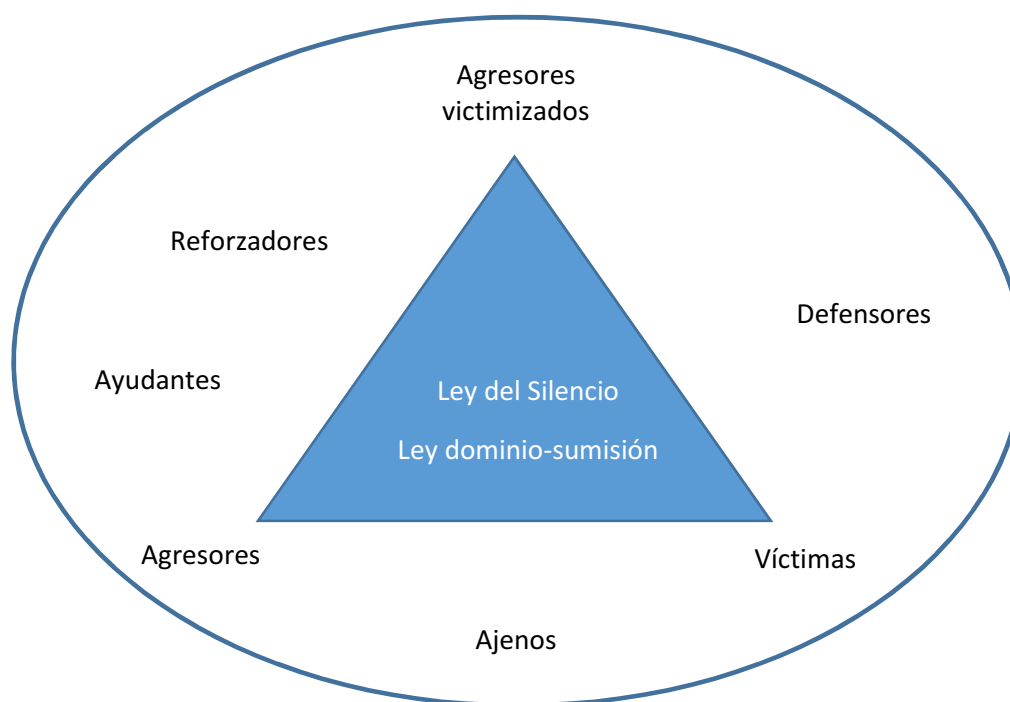 Agresores
victimizados
Reforzadores
Defensores
Ayudantes
Ley del Silencio
Ley dominio-sumisión
Agresores
Víctimas
Ajenos